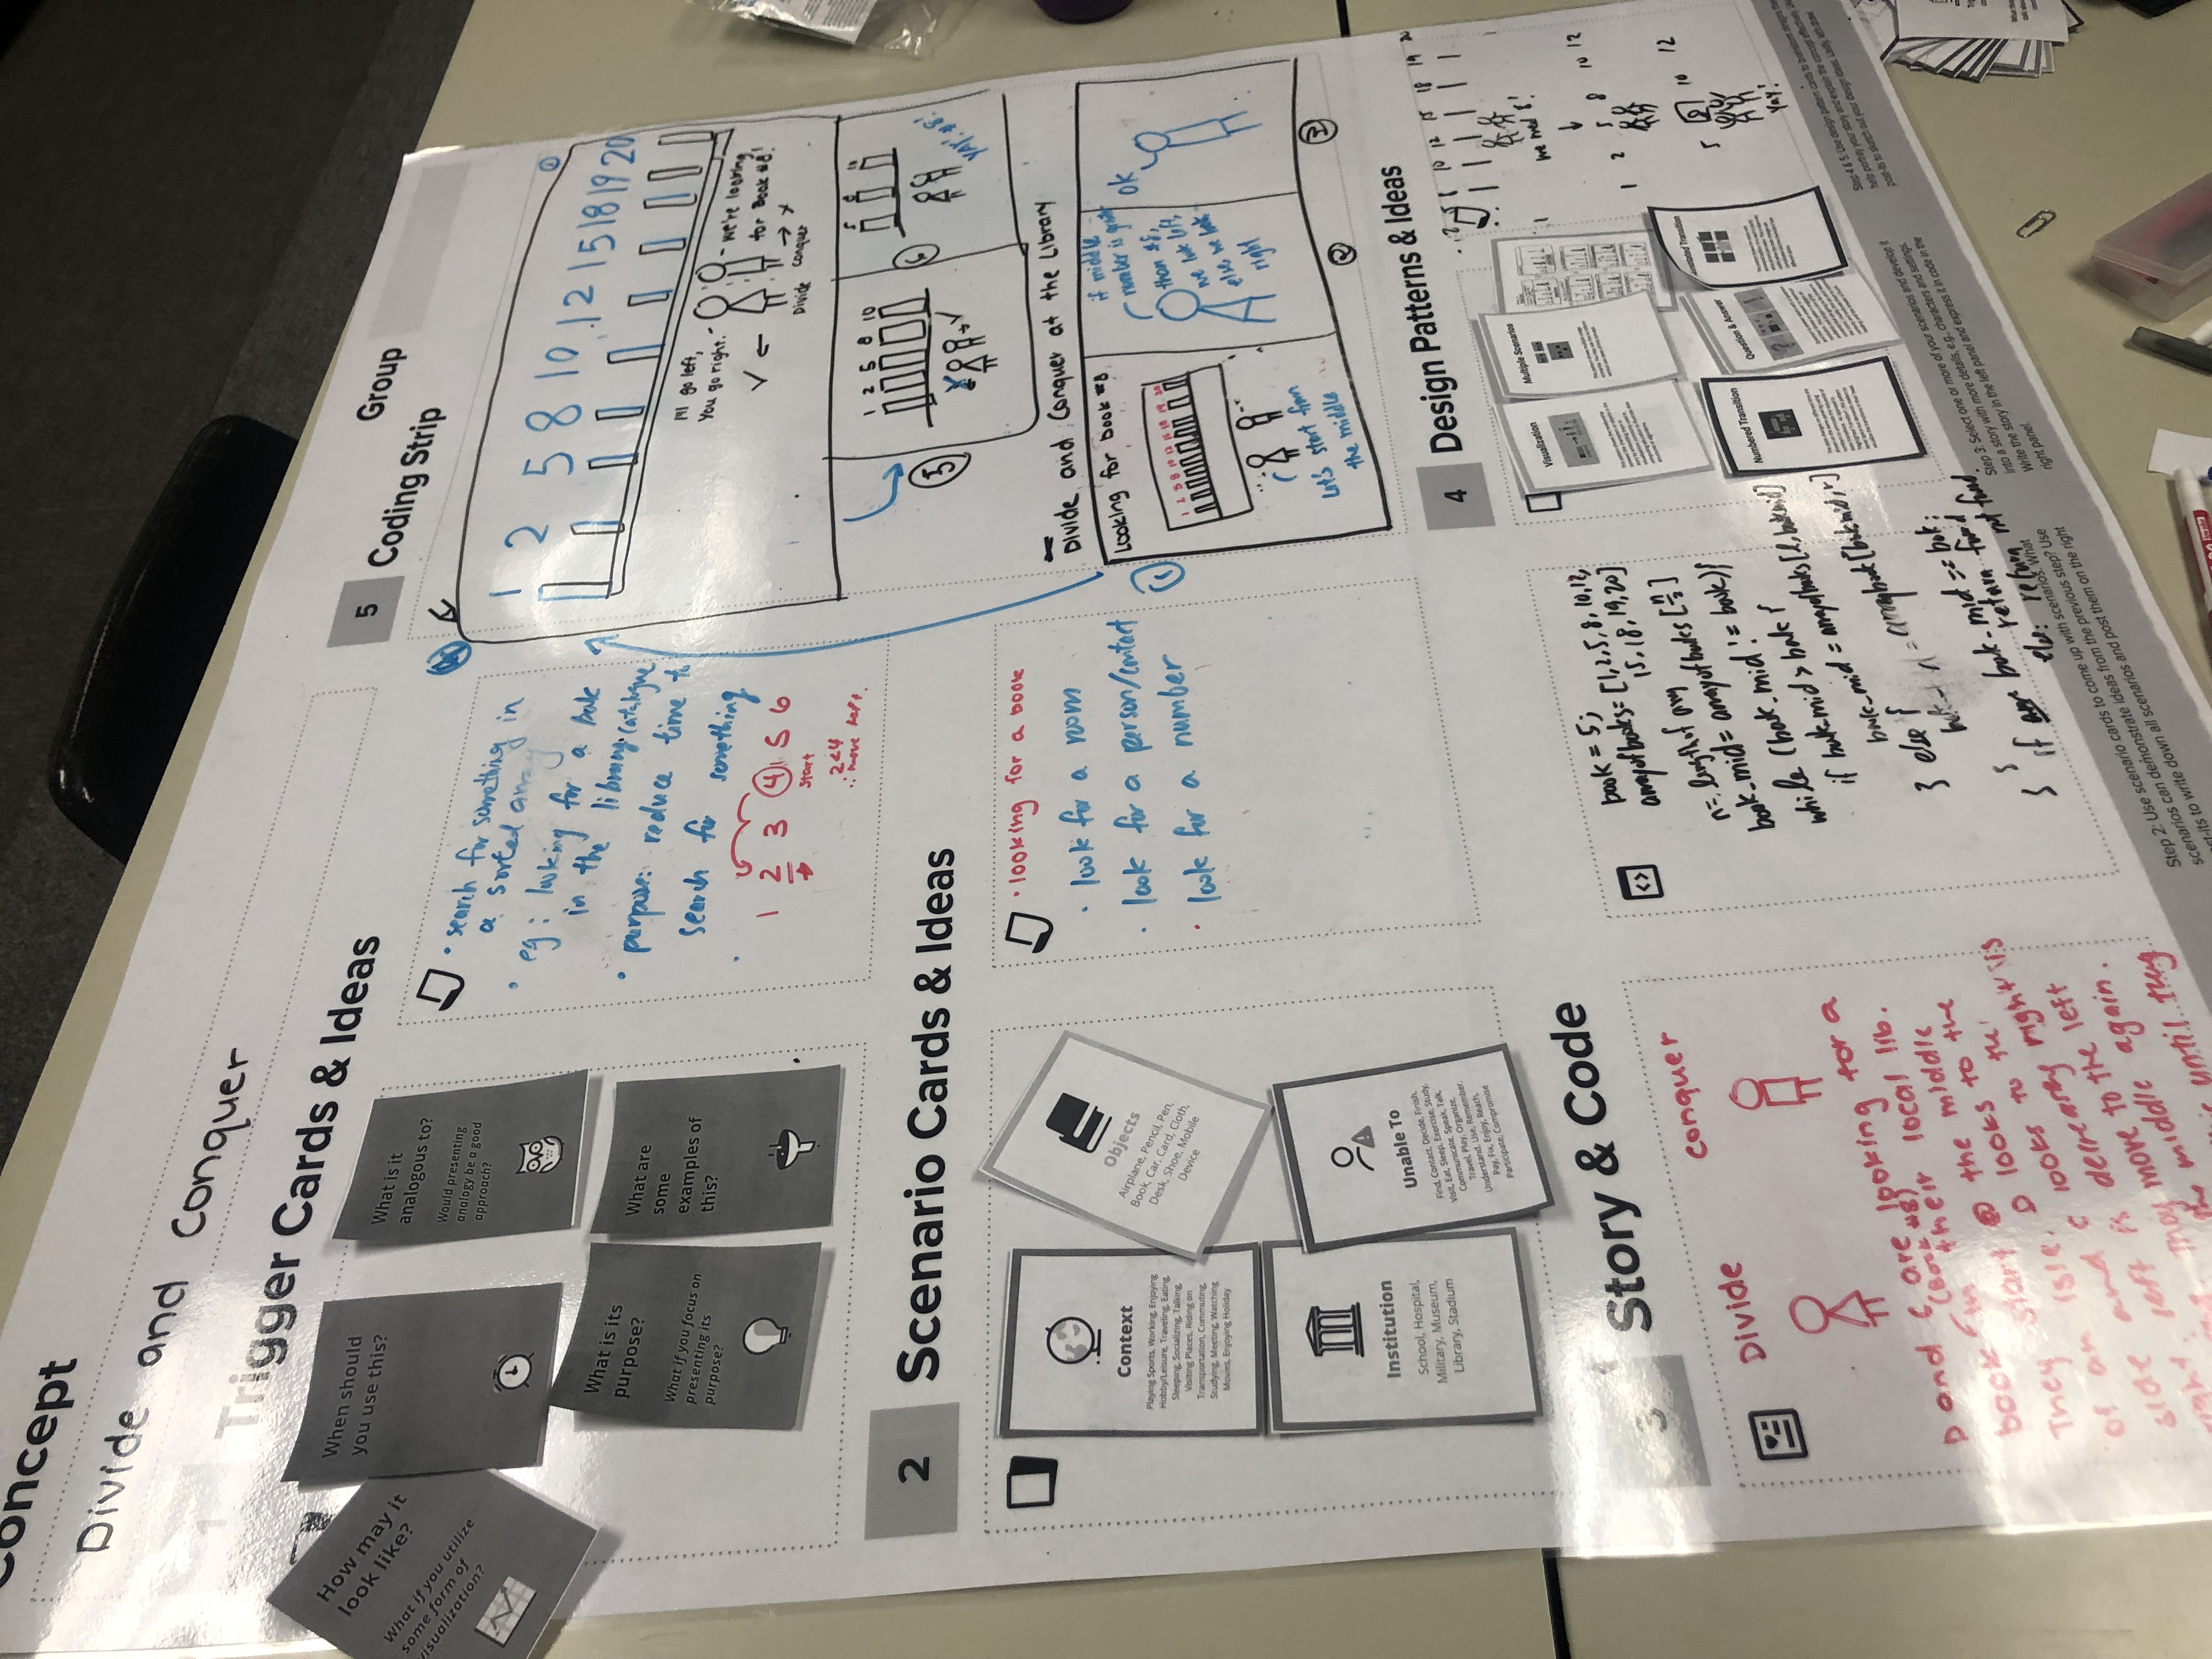 Concept
Divide and Conquer
Trigger Cards & Ideas
How may it
look like?
What if you utilize
some form of
visualization?
When should
you use this?
What is it
analogous to?
Would presenting
analogy be a good
approach?
What is its
purpose?
What if you focus on
presenting its
purpose?
What are
some
examples of
this?
• search for something in
a sorted array
• eg: looking for a book
in the library catalogue
• purpose: reduce time to
search for something
1 2 3 4 5 6
start
2<4
∴ move left.
2
Scenario Cards & Ideas
Context
Playing Sports, Working, Enjoying
Hobby/Leisure, Traveling, Eating,
Sleeping, Socializing, Talking,
Visiting Places, Riding on
Transportation, Commuting,
Studying, Meeting, Watching
Movies, Enjoying Holiday
Objects
Airplane, Pencil, Pen,
Book, Car, Card, Cloth,
Desk, Shoe, Mobile
Device
Institution
School, Hospital,
Military, Museum,
Library, Stadium
Unable To
Find, Contact, Decide, Finish,
Visit, Eat, Sleep, Exercise, Study,
Communicate, Speak, Talk,
Travel, Play, Organize,
Understand, Use, Remember,
Pay, Fix, Enjoy, Reach,
Participate, Compromise
• looking for a book
• look for a room
• look for a person/contact
• look for a number
3
Story & Code
Divide
Conquer
D and C are looking for a
(Book #8)
book in their local lib.
They start @ the middle
of an isle. D looks to the
side and C looks to the
right: left is decreasing right is
They move to the left
the middle again.
until they
book = 5;
arrayofbooks = [1, 2, 5, 8, 10, 12,
15, 18, 19, 20]
n = length of array
book_mid = arrayofbooks [n/2]
while (book_mid != book){
if book_mid > book {
book_mid = arrayofbooks [l, bookmid]
} else {
= arraybook [bookmid, r]
}
} if book_mid == book:
return found
else: return not found
5
Coding Strip
Group
1 2 5 8 10 12 15 18 19 20
I'll go left,
You go right.
we're looking
for Book #8!
Divide Conquer
5
1 2 5 8 10
6
5 8 10
YAY! #8!
Divide and Conquer at the Library
1
Looking for book #8
1 2 5 8 10 12 15 18 19 20
Let's start from
the middle
if middle
number is greater
than #8,
we look left,
else, we look
right
2
OK
3
4
Design Patterns & Ideas
Visualization
Multiple Scenarios
Numbered Transition
Question & Answer
Annotated Transition
2 5 8 10 12 15 18 19 20
we need 8!
1 2 5 8 10 12
5 8 10 12
Yay!
Step 2: Use scenario cards to come up with scenarios. What
scenarios can demonstrate ideas from the previous step? Use
post-its to write down all scenarios and post them on the right
Step 3: Select one or more of your scenarios and develop it
into a story with more details, e.g., characters and settings.
Write the story in the left panel and express it in code in the
right panel.
Step 4 & 5: Use design pattern cards to brainstorm designs
help portray your story and explain the concept effectively.
post-its to sketch out your design ideas. Lastly,